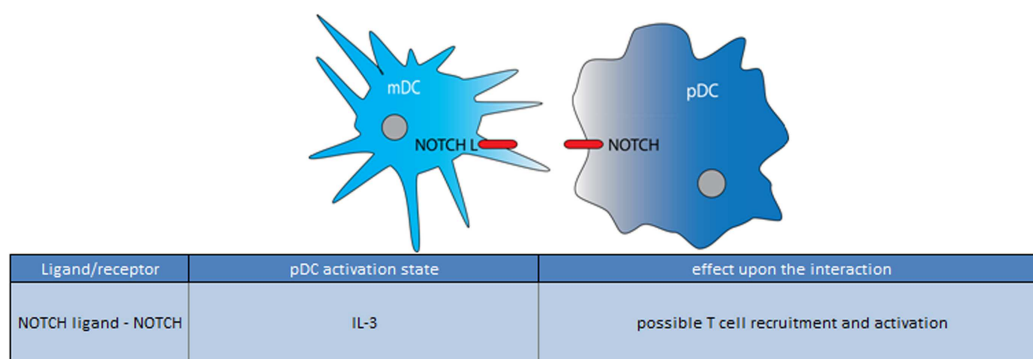 mDC
pDC
NOTCH L
NOTCH
Ligand/receptor
pDC activation state
effect upon the interaction
NOTCH ligand - NOTCH
IL-3
possible T cell recruitment and activation